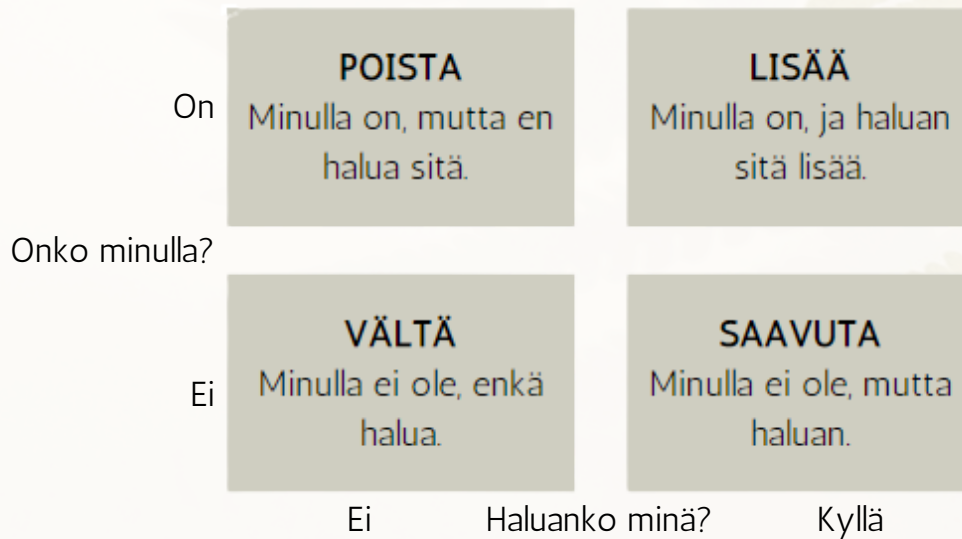 POISTA
Minulla on, mutta en
halua sitä.
LISÄÄ
Minulla on, ja haluan
sitä lisää.
On
Onko minulla?
VÄLTÄ
Minulla ei ole, enkä
halua.
SAAVUTA
Minulla ei ole, mutta
haluan.
Ei
Ei
Haluanko minä?
Kyllä